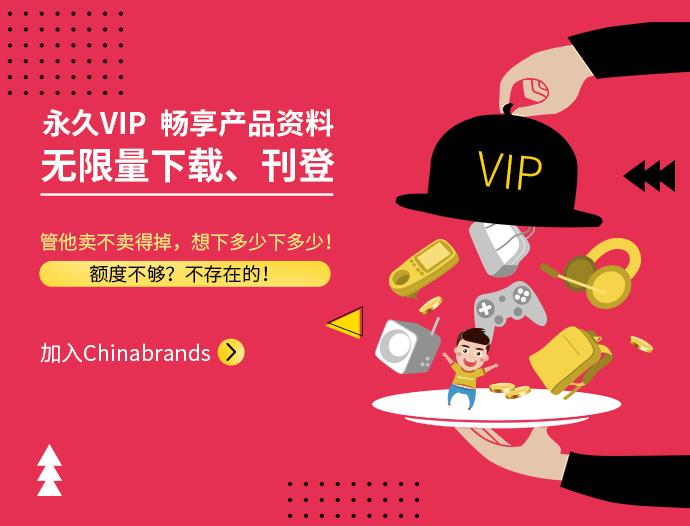 永久VIP 畅享产品资料
无限量下载、刊登
管他卖不卖得掉，想下多少下多少！
额度不够？不存在的！
加入Chinabrands
VIP